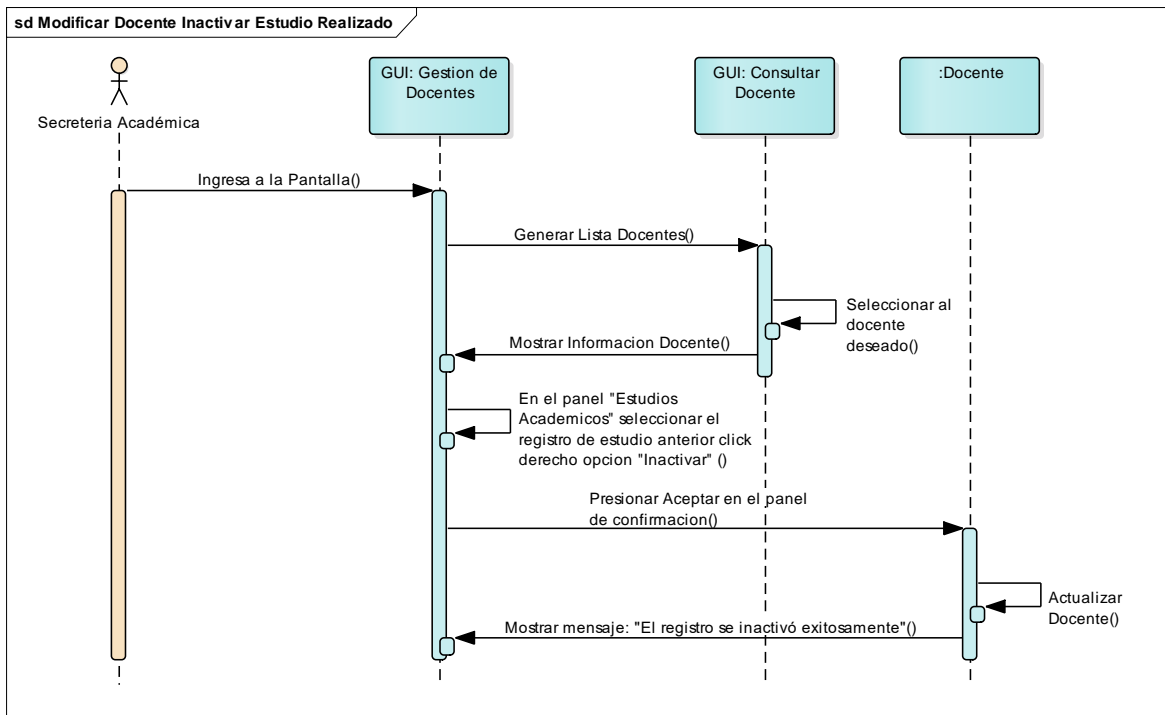 sd Modificar Docente Inactivar Estudio Realizado
Secreteria Académica
GUI: Gestion de
Docentes
GUI: Consultar
Docente
:Docente
Ingresa a la Pantalla()
Generar Lista Docentes()
Seleccionar al
docente
deseado()
Mostrar Informacion Docente()
En el panel "Estudios
Academicos" seleccionar el
registro de estudio anterior click
derecho opcion "Inactivar" ()
Presionar Aceptar en el panel
de confirmacion()
Actualizar
Docente()
Mostrar mensaje: "El registro se inactivó exitosamente"()